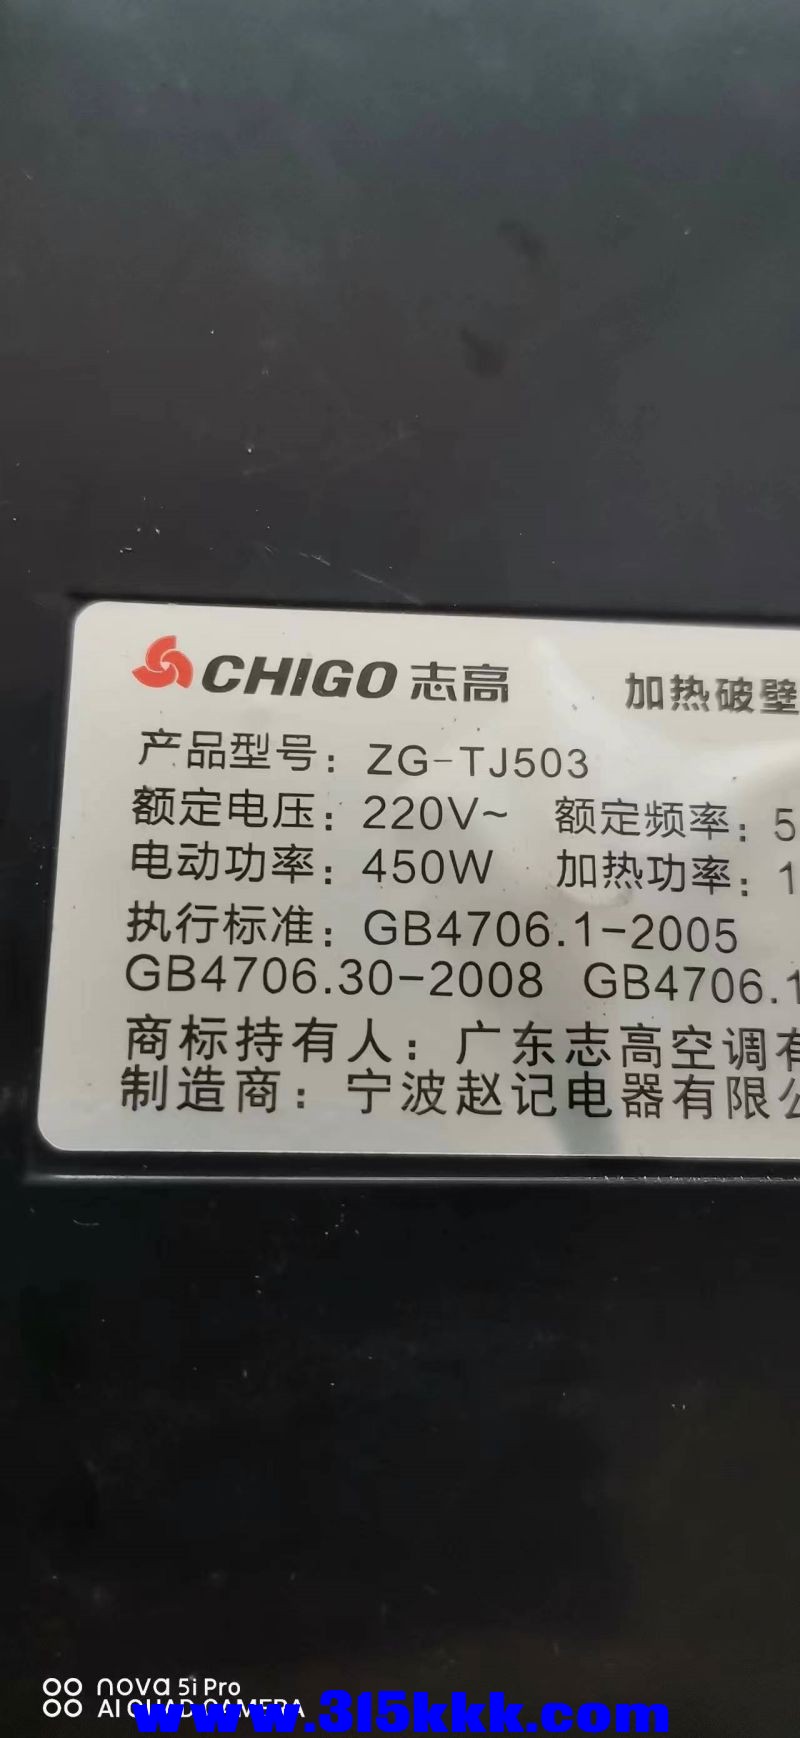 CHIGO 志高 加热破壁
产品型号：ZG-TJ503
额定电压：220V~ 额定频率：5
电动功率：450W 加热功率：1
执行标准：GB4706.1-2005
GB4706.30-2008 GB4706.1
商标持有人：广东志高空调有
制造商：宁波赵记电器有限公
nova 5i Pro
AI QUAD CAMERA
www.315kkk.com